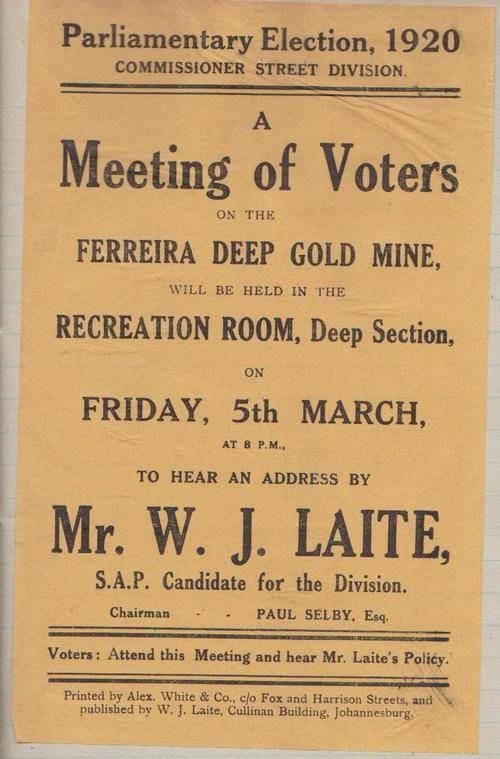 Parliamentary Election, 1920
COMMISSIONER STREET DIVISION.
A
Meeting of Voters
ON THE
FERREIRA DEEP GOLD MINE,
WILL BE HELD IN THE
RECREATION ROOM, Deep Section,
ON
FRIDAY, 5th MARCH,
AT 8 P.M.,
TO HEAR AN ADDRESS BY
Mr. W. J. LAITE,
S.A.P. Candidate for the Division.
Chairman - - PAUL SELBY, Esq.
Voters: Attend this Meeting and hear Mr. Laite's Policy.
Printed by Alex. White & Co., c/o Fox and Harrison Streets, and
published by W. J. Laite, Cullinan Building, Johannesburg.